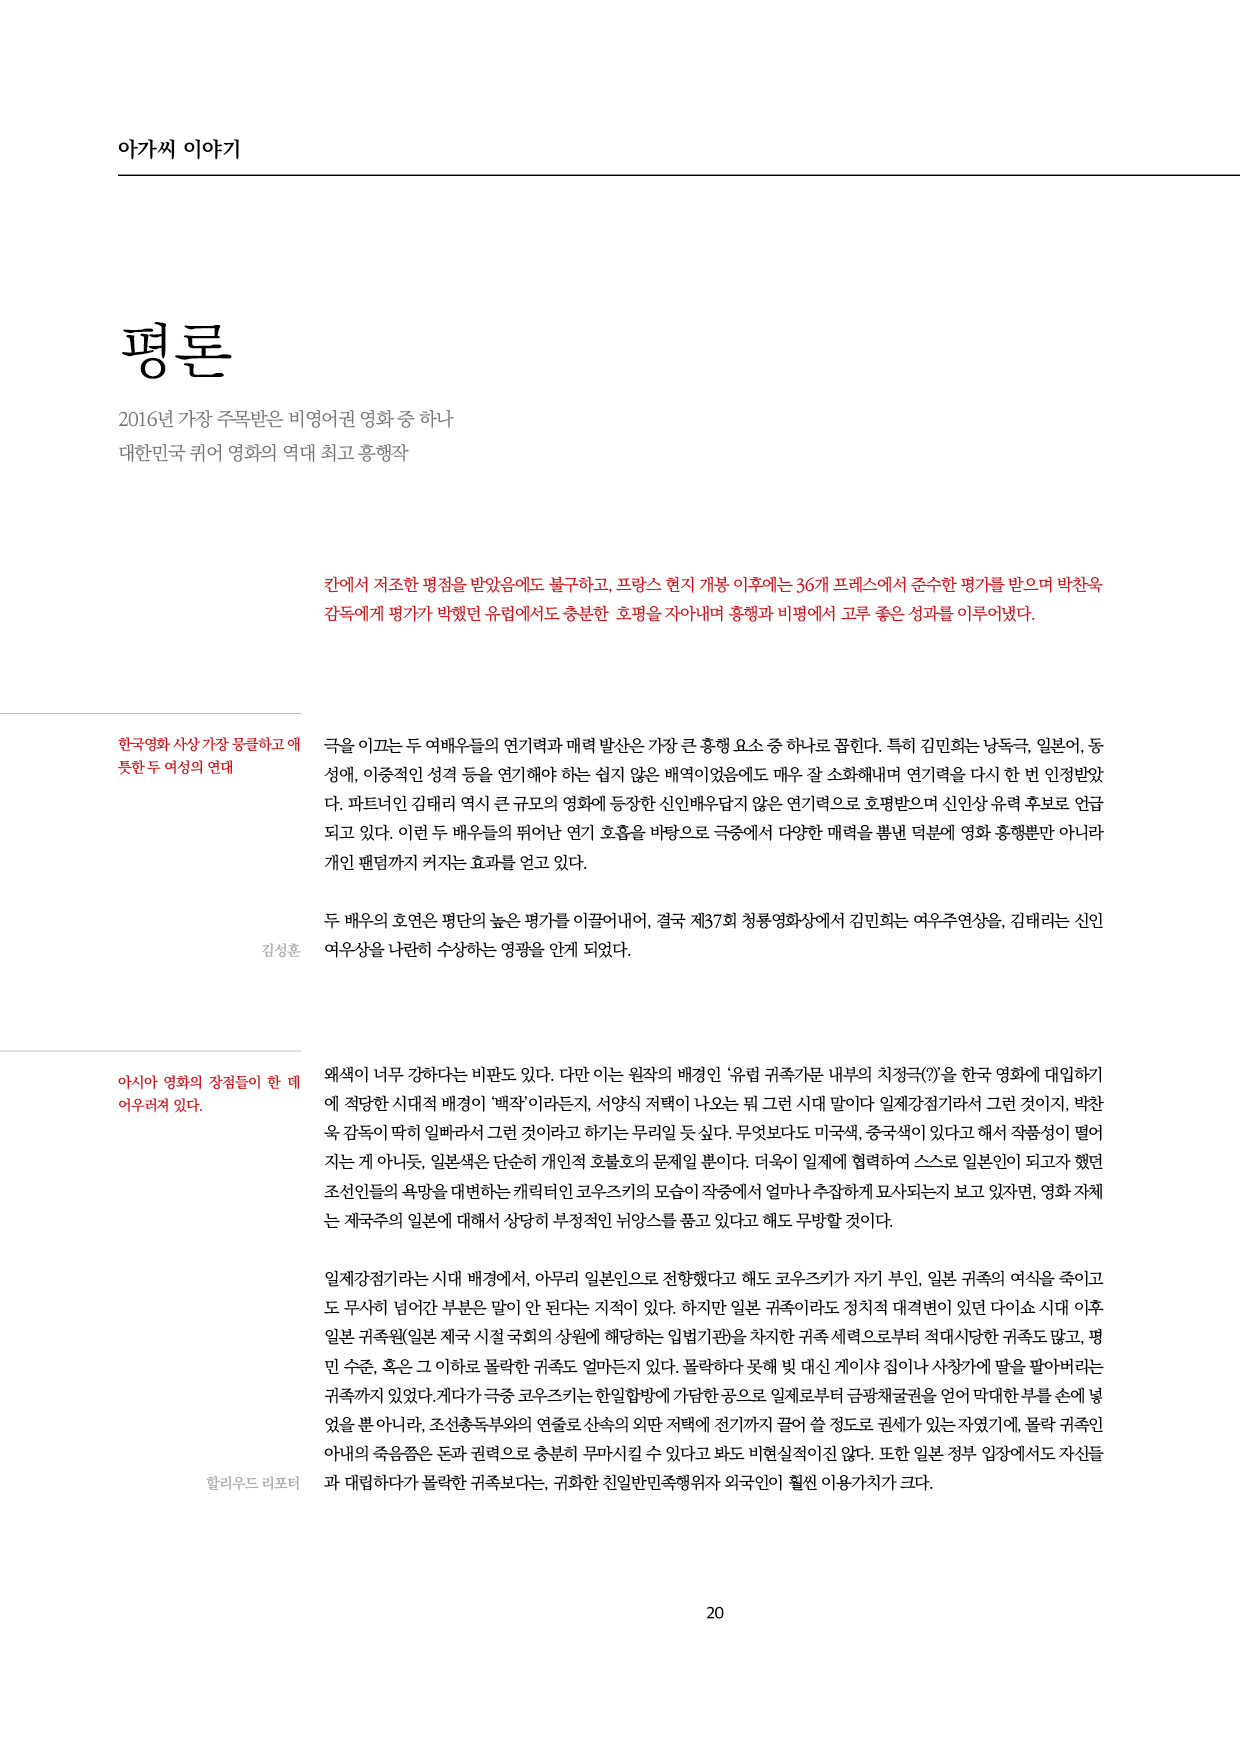 아가씨 이야기
평론
2016년 가장 주목받은 비영어권 영화 중 하나
대한민국 퀴어 영화의 역대 최고 흥행작
칸에서 저조한 평점을 받았음에도 불구하고, 프랑스 현지 개봉 이후에는 36개 프레스에서 준수한 평가를 받으며 박찬욱
감독에게 평가가 박했던 유럽에서도 충분한 호평을 자아내며 흥행과 비평에서 고루 좋은 성과를 이루어냈다.
한국영화 사상 가장 뭉클하고 애
틋한 두 여성의 연대
극을 이끄는 두 여배우들의 연기력과 매력 발산은 가장 큰 흥행 요소 중 하나로 꼽힌다. 특히 김민희는 낭독극, 일본어, 동
성애, 이중적인 성격 등을 연기해야 하는 쉽지 않은 배역이었음에도 매우 잘 소화해내며 연기력을 다시 한 번 인정받았
다. 파트너인 김태리 역시 큰 규모의 영화에 등장한 신인배우답지 않은 연기력으로 호평받으며 신인상 유력 후보로 언급
되고 있다. 이런 두 배우들의 뛰어난 연기 호흡을 바탕으로 극중에서 다양한 매력을 뽐낸 덕분에 영화 흥행뿐만 아니라
개인 팬덤까지 커지는 효과를 얻고 있다.
두 배우의 호연은 평단의 높은 평가를 이끌어내어, 결국 제37회 청룡영화상에서 김민희는 여우주연상을, 김태리는 신인
여우상을 나란히 수상하는 영광을 안게 되었다.
김성훈
아시아 영화의 장점들이 한 데
어우러져 있다.
왜색이 너무 강하다는 비판도 있다. 다만 이는 원작의 배경인 '유럽 귀족가문 내부의 치정극(?)'을 한국 영화에 대입하기
에 적당한 시대적 배경이 '백작'이라든지, 서양식 저택이 나오는 뭐 그런 시대 말이다 일제강점기라서 그런 것이지, 박찬
욱 감독이 딱히 일빠라서 그런 것이라고 하기는 무리일 듯 싶다. 무엇보다도 미국색, 중국색이 있다고 해서 작품성이 떨어
지는 게 아니듯, 일본색은 단순히 개인적 호불호의 문제일 뿐이다. 더욱이 일제에 협력하여 스스로 일본인이 되고자 했던
조선인들의 욕망을 대변하는 캐릭터인 코우즈키의 모습이 작중에서 얼마나 추잡하게 묘사되는지 보고 있자면, 영화 자체
는 제국주의 일본에 대해서 상당히 부정적인 뉘앙스를 품고 있다고 해도 무방할 것이다.
일제강점기라는 시대 배경에서, 아무리 일본인으로 전향했다고 해도 코우즈키가 자기 부인, 일본 귀족의 여식을 죽이고
도 무사히 넘어간 부분은 말이 안 된다는 지적이 있다. 하지만 일본 귀족이라도 정치적 대격변이 있던 다이쇼 시대 이후
일본 귀족원(일본 제국 시절 국회의 상원에 해당하는 입법기관)을 차지한 귀족 세력으로부터 적대시당한 귀족도 많고, 평
민 수준, 혹은 그 이하로 몰락한 귀족도 얼마든지 있다. 몰락하다 못해 빚 대신 게이샤 집이나 사창가에 딸을 팔아버리는
귀족까지 있었다.게다가 극중 코우즈키는 한일합방에 가담한 공으로 일제로부터 금광채굴권을 얻어 막대한 부를 손에 넣
었을 뿐 아니라, 조선총독부와의 연줄로 산속의 외딴 저택에 전기까지 끌어 쓸 정도로 권세가 있는 자였기에, 몰락 귀족인
아내의 죽음쯤은 돈과 권력으로 충분히 무마시킬 수 있다고 봐도 비현실적이진 않다. 또한 일본 정부 입장에서도 자신들
과 대립하다가 몰락한 귀족보다는, 귀화한 친일반민족행위자 외국인이 훨씬 이용가치가 크다.
할리우드 리포터
20